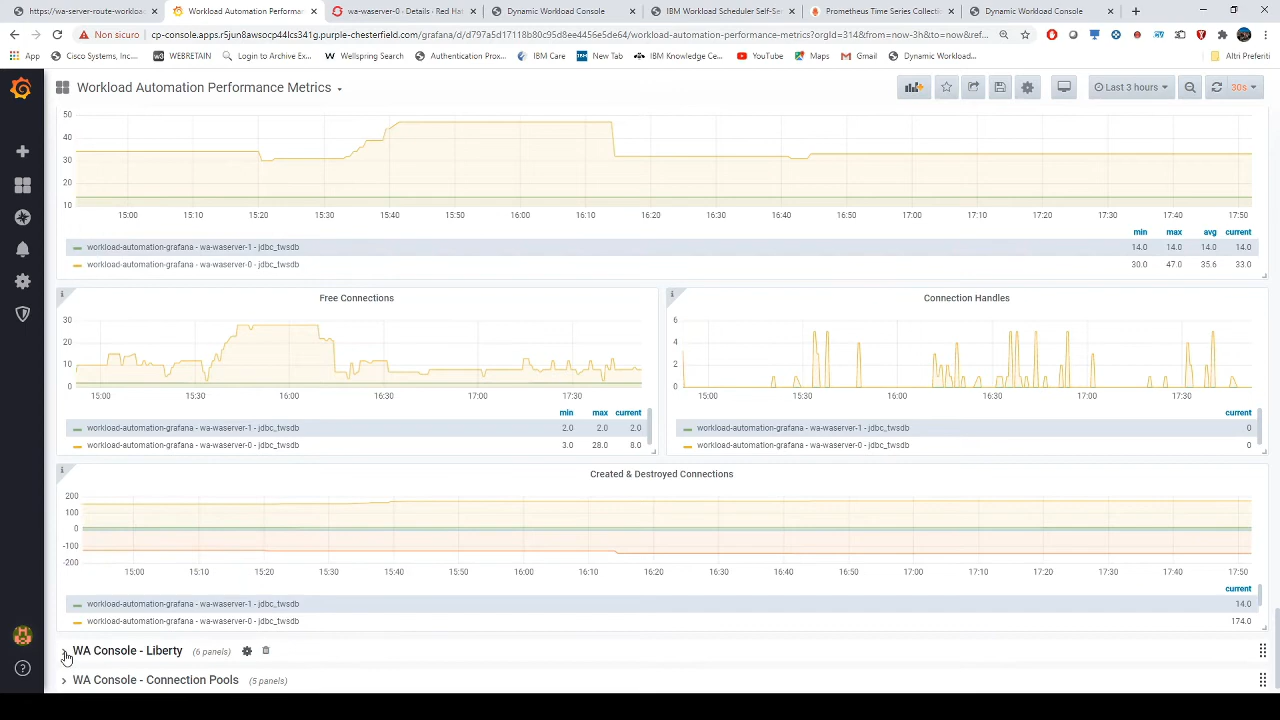 https://wa-server-route-workload
Workload Automation Performa
wa-waserver-0 - Details - Red Hat
Dynamic Workload Console
IBM Workload Scheduler Self-Ser
Prometheus Time Series Collectio
Dynamic Workload Console
Non sicuro
cp-console.apps.r5jun8awsocp44lcs341g.purple-chesterfield.com/grafana/d/d797a5d17118bf5c95d8ee4456e5de64/workload-automation-performance-metrics?orgId=314&from=now-3h&to=now&ref...
App
Cisco Systems, Inc....
WEBRENTAL
Login to Archive Ex...
Wellspring Search
Authentication Prox...
IBM Care
New Tab
IBM Knowledge Ce...
YouTube
Maps
Gmail
Dynamic Workload...
Altri Preferiti
Workload Automation Performance Metrics
Last 3 hours
30s
50
40
30
20
10
15:00 15:10 15:20 15:30 15:40 15:50 16:00 16:10 16:20 16:30 16:40 16:50 17:00 17:10 17:20 17:30 17:40 17:50
min max avg current
workload-automation-grafana - wa-waserver-1 - jdbc_twsdb 14.0 14.0 14.0 14.0
workload-automation-grafana - wa-waserver-0 - jdbc_twsdb 30.0 47.0 35.6 33.0
Free Connections
30
20
10
0
15:00 15:30 16:00 16:30 17:00 17:30
min max current
workload-automation-grafana - wa-waserver-1 - jdbc_twsdb 2.0 2.0 2.0
workload-automation-grafana - wa-waserver-0 - jdbc_twsdb 3.0 28.0 8.0
Connection Handles
6
4
2
0
15:00 15:30 16:00 16:30 17:00 17:30
current
workload-automation-grafana - wa-waserver-1 - jdbc_twsdb 0
workload-automation-grafana - wa-waserver-0 - jdbc_twsdb 0
Created & Destroyed Connections
200
100
0
-100
-200
15:00 15:10 15:20 15:30 15:40 15:50 16:00 16:10 16:20 16:30 16:40 16:50 17:00 17:10 17:20 17:30 17:40 17:50
current
workload-automation-grafana - wa-waserver-1 - jdbc_twsdb 14.0
workload-automation-grafana - wa-waserver-0 - jdbc_twsdb 174.0
WA Console - Liberty (6 panels)
WA Console - Connection Pools (5 panels)